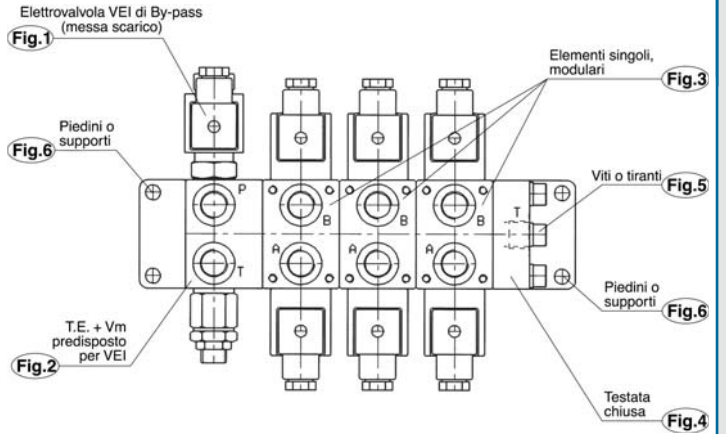 Elettrovalvola VEI di By-pass
(messa scarico)
Fig.1
Elementi singoli,
modulari
Fig.3
Piedini o
supporti
Fig.6
Viti o tiranti
Fig.5
P
B
B
B
T
A
A
A
T
Piedini o
supporti
Fig.6
T.E. + Vm
predisposto
per VEI
Fig.2
Testata
chiusa
Fig.4